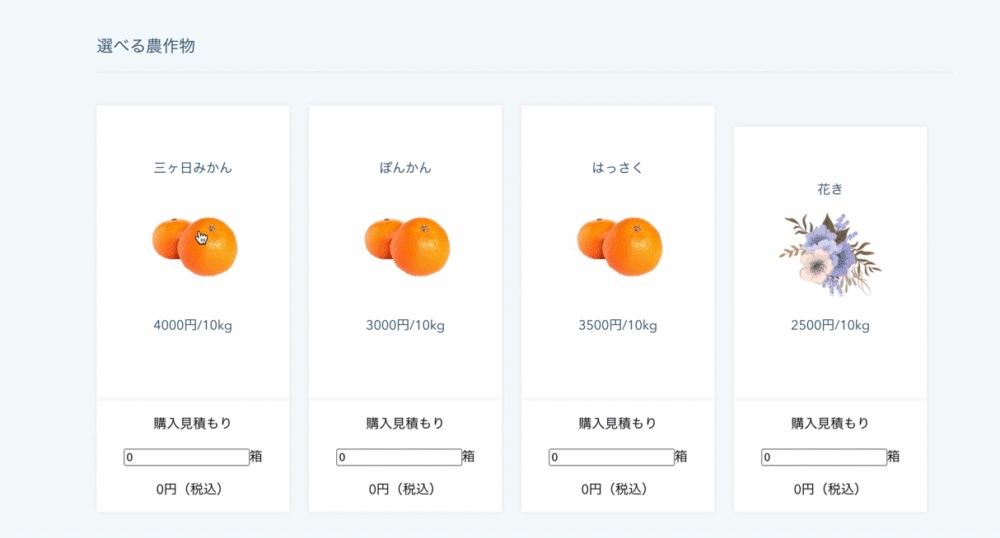 選べる農作物
三ヶ日みかん
4000円/10kg
購入見積もり
0箱
0円（税込）
ぽんかん
3000円/10kg
購入見積もり
0箱
0円（税込）
はっさく
3500円/10kg
購入見積もり
0箱
0円（税込）
花き
2500円/10kg
購入見積もり
0箱
0円（税込）